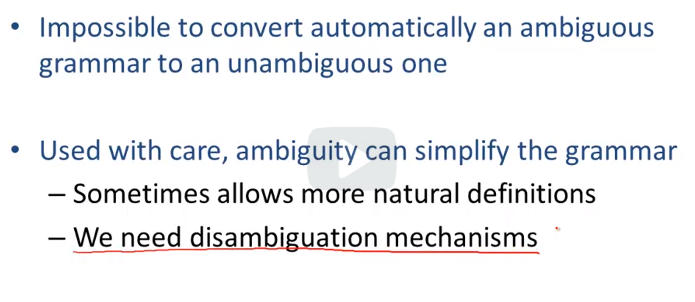 • Impossible to convert automatically an ambiguous
grammar to an unambiguous one
• Used with care, ambiguity can simplify the grammar
– Sometimes allows more natural definitions
– We need disambiguation mechanisms